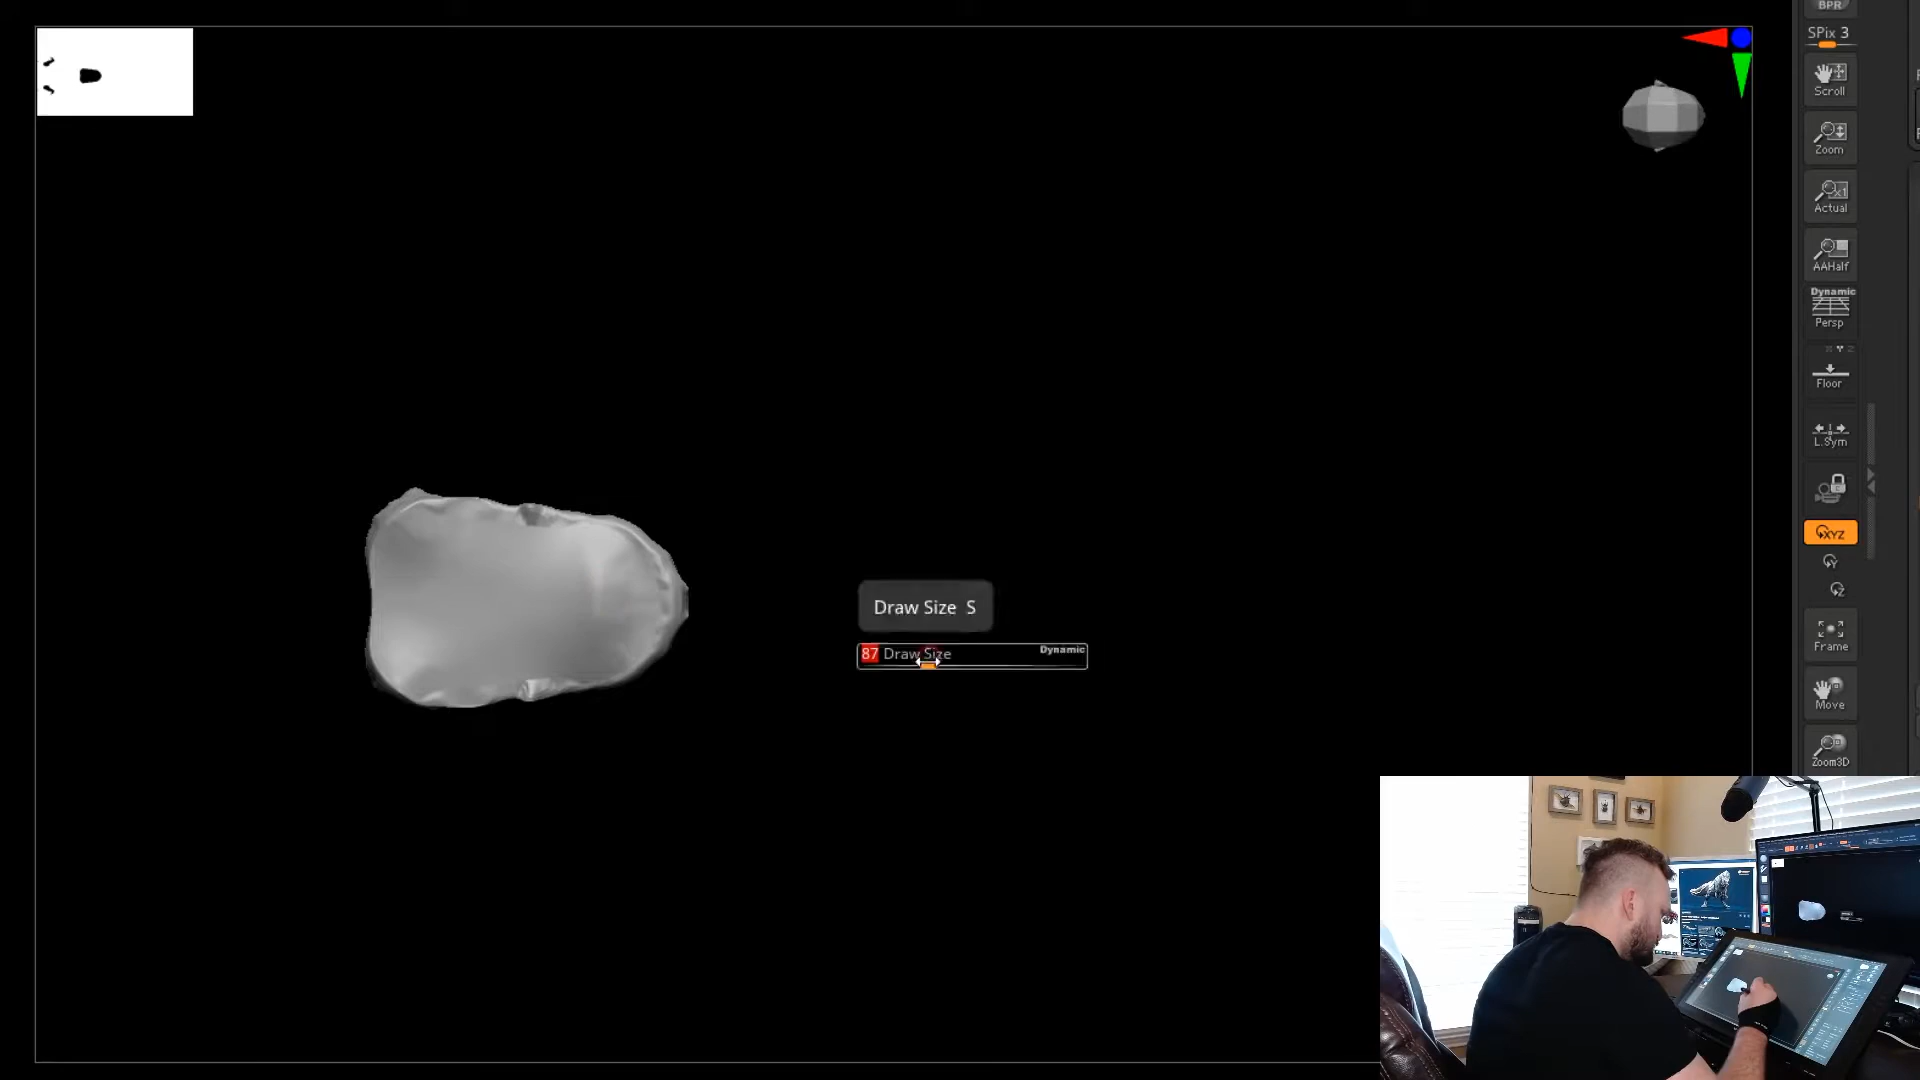 BPR
SPix 3
Scroll
Zoom
Actual
AAHalf
Dynamic
Persp
Floor
L.Sym
XYZ
Y
Z
Frame
Move
Zoom3D
Draw Size S
87 Draw Size
Dynamic